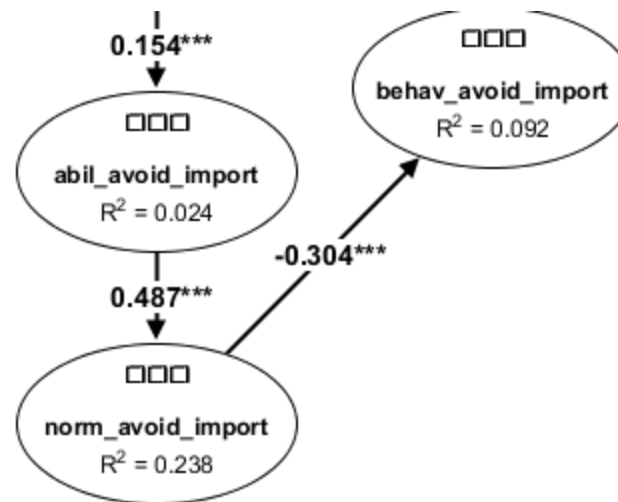 0.154***
abil_avoid_import
R² = 0.024
behav_avoid_import
R² = 0.092
-0.304***
0.487***
norm_avoid_import
R² = 0.238